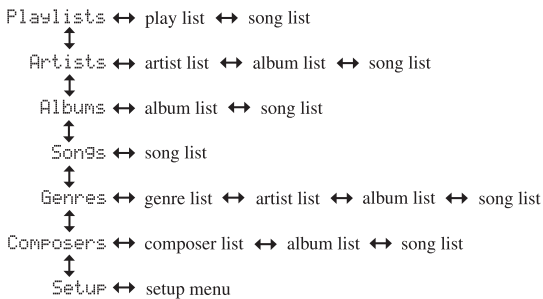 Playlists ↔ play list ↔ song list
Artists ↔ artist list ↔ album list ↔ song list
Albums ↔ album list ↔ song list
Songs ↔ song list
Genres ↔ genre list ↔ artist list ↔ album list ↔ song list
Composers ↔ composer list ↔ album list ↔ song list
Setup ↔ setup menu